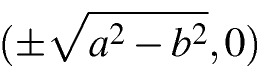 (±√(a² − b²), 0)